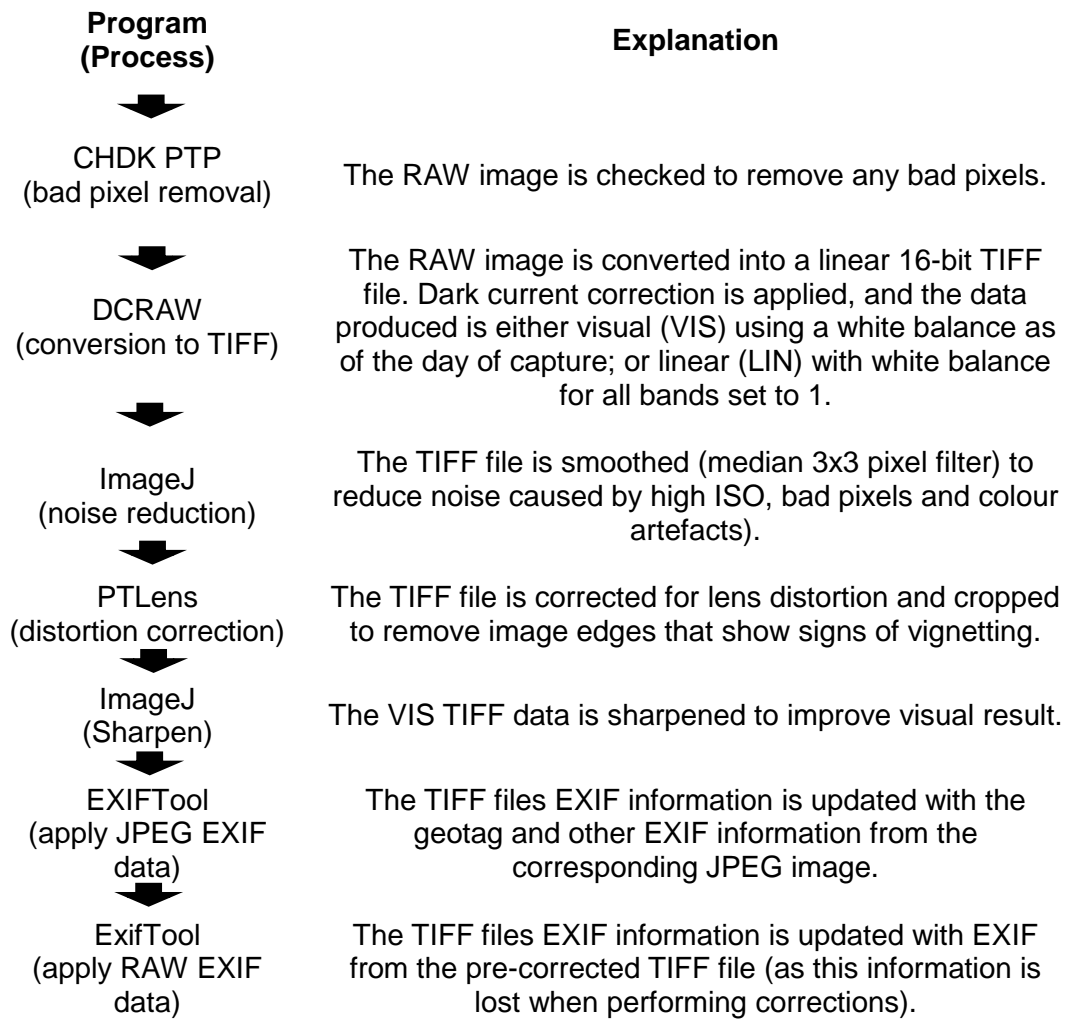 Program
(Process)
Explanation
CHDK PTP
(bad pixel removal)
The RAW image is checked to remove any bad pixels.
DCRAW
(conversion to TIFF)
The RAW image is converted into a linear 16-bit TIFF
file. Dark current correction is applied, and the data
produced is either visual (VIS) using a white balance as
of the day of capture; or linear (LIN) with white balance
for all bands set to 1.
ImageJ
(noise reduction)
The TIFF file is smoothed (median 3x3 pixel filter) to
reduce noise caused by high ISO, bad pixels and colour
artefacts).
PTLens
(distortion correction)
The TIFF file is corrected for lens distortion and cropped
to remove image edges that show signs of vignetting.
ImageJ
(Sharpen)
The VIS TIFF data is sharpened to improve visual result.
EXIFTool
(apply JPEG EXIF
data)
The TIFF files EXIF information is updated with the
geotag and other EXIF information from the
corresponding JPEG image.
ExifTool
(apply RAW EXIF
data)
The TIFF files EXIF information is updated with EXIF
from the pre-corrected TIFF file (as this information is
lost when performing corrections).